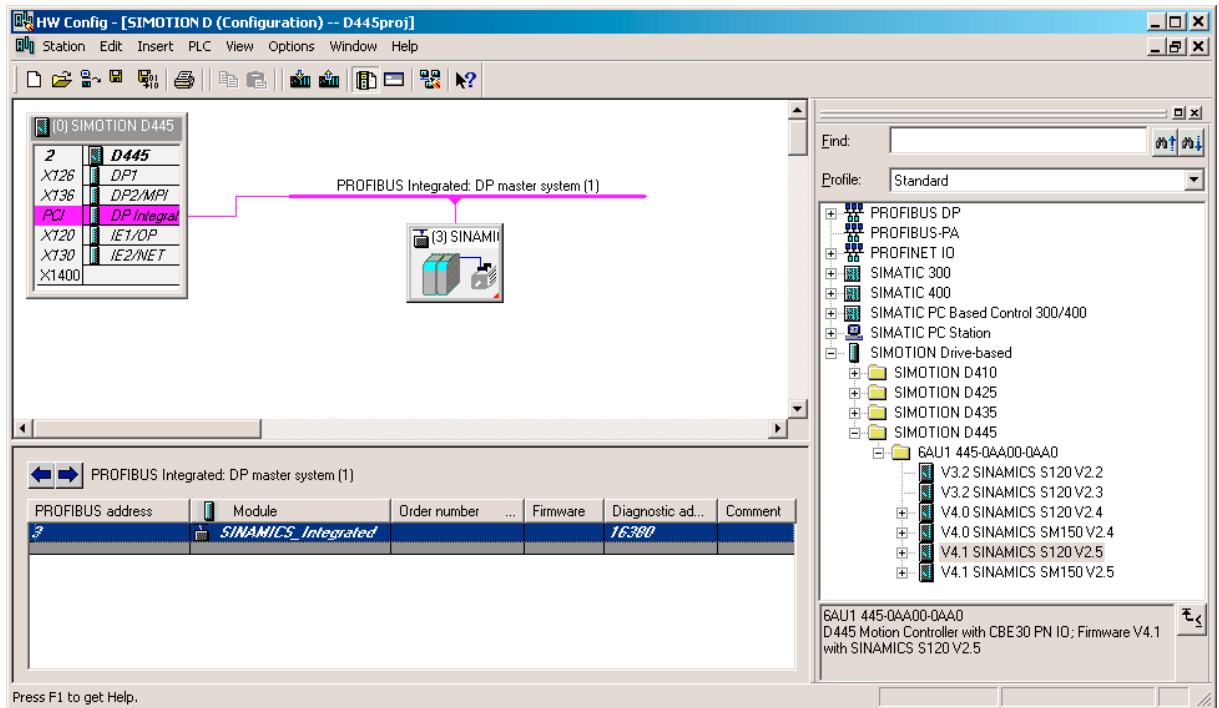 HW Config - [SIMOTION D (Configuration) -- D445proj]
Station Edit Insert PLC View Options Window Help
(0) SIMOTION D445
2 D445
X126 DP1
X136 DP2/MPI
PCI DP Integral
X120 IE1/OP
X130 IE2/NET
X1400
PROFIBUS Integrated: DP master system (1)
(3) SINAMI
PROFIBUS Integrated: DP master system (1)
PROFIBUS address Module Order number ... Firmware Diagnostic ad... Comment
3 SINAMICS_Integrated 16380
Find:
Profile: Standard
PROFIBUS DP
PROFIBUS-PA
PROFINET IO
SIMATIC 300
SIMATIC 400
SIMATIC PC Based Control 300/400
SIMATIC PC Station
SIMOTION Drive-based
SIMOTION D410
SIMOTION D425
SIMOTION D435
SIMOTION D445
6AU1 445-0AA00-0AA0
V3.2 SINAMICS S120 V2.2
V3.2 SINAMICS S120 V2.3
V4.0 SINAMICS S120 V2.4
V4.0 SINAMICS SM150 V2.4
V4.1 SINAMICS S120 V2.5
V4.1 SINAMICS SM150 V2.5
6AU1 445-0AA00-0AA0
D445 Motion Controller with CBE30 PN IO; Firmware V4.1
with SINAMICS S120 V2.5
Press F1 to get Help.